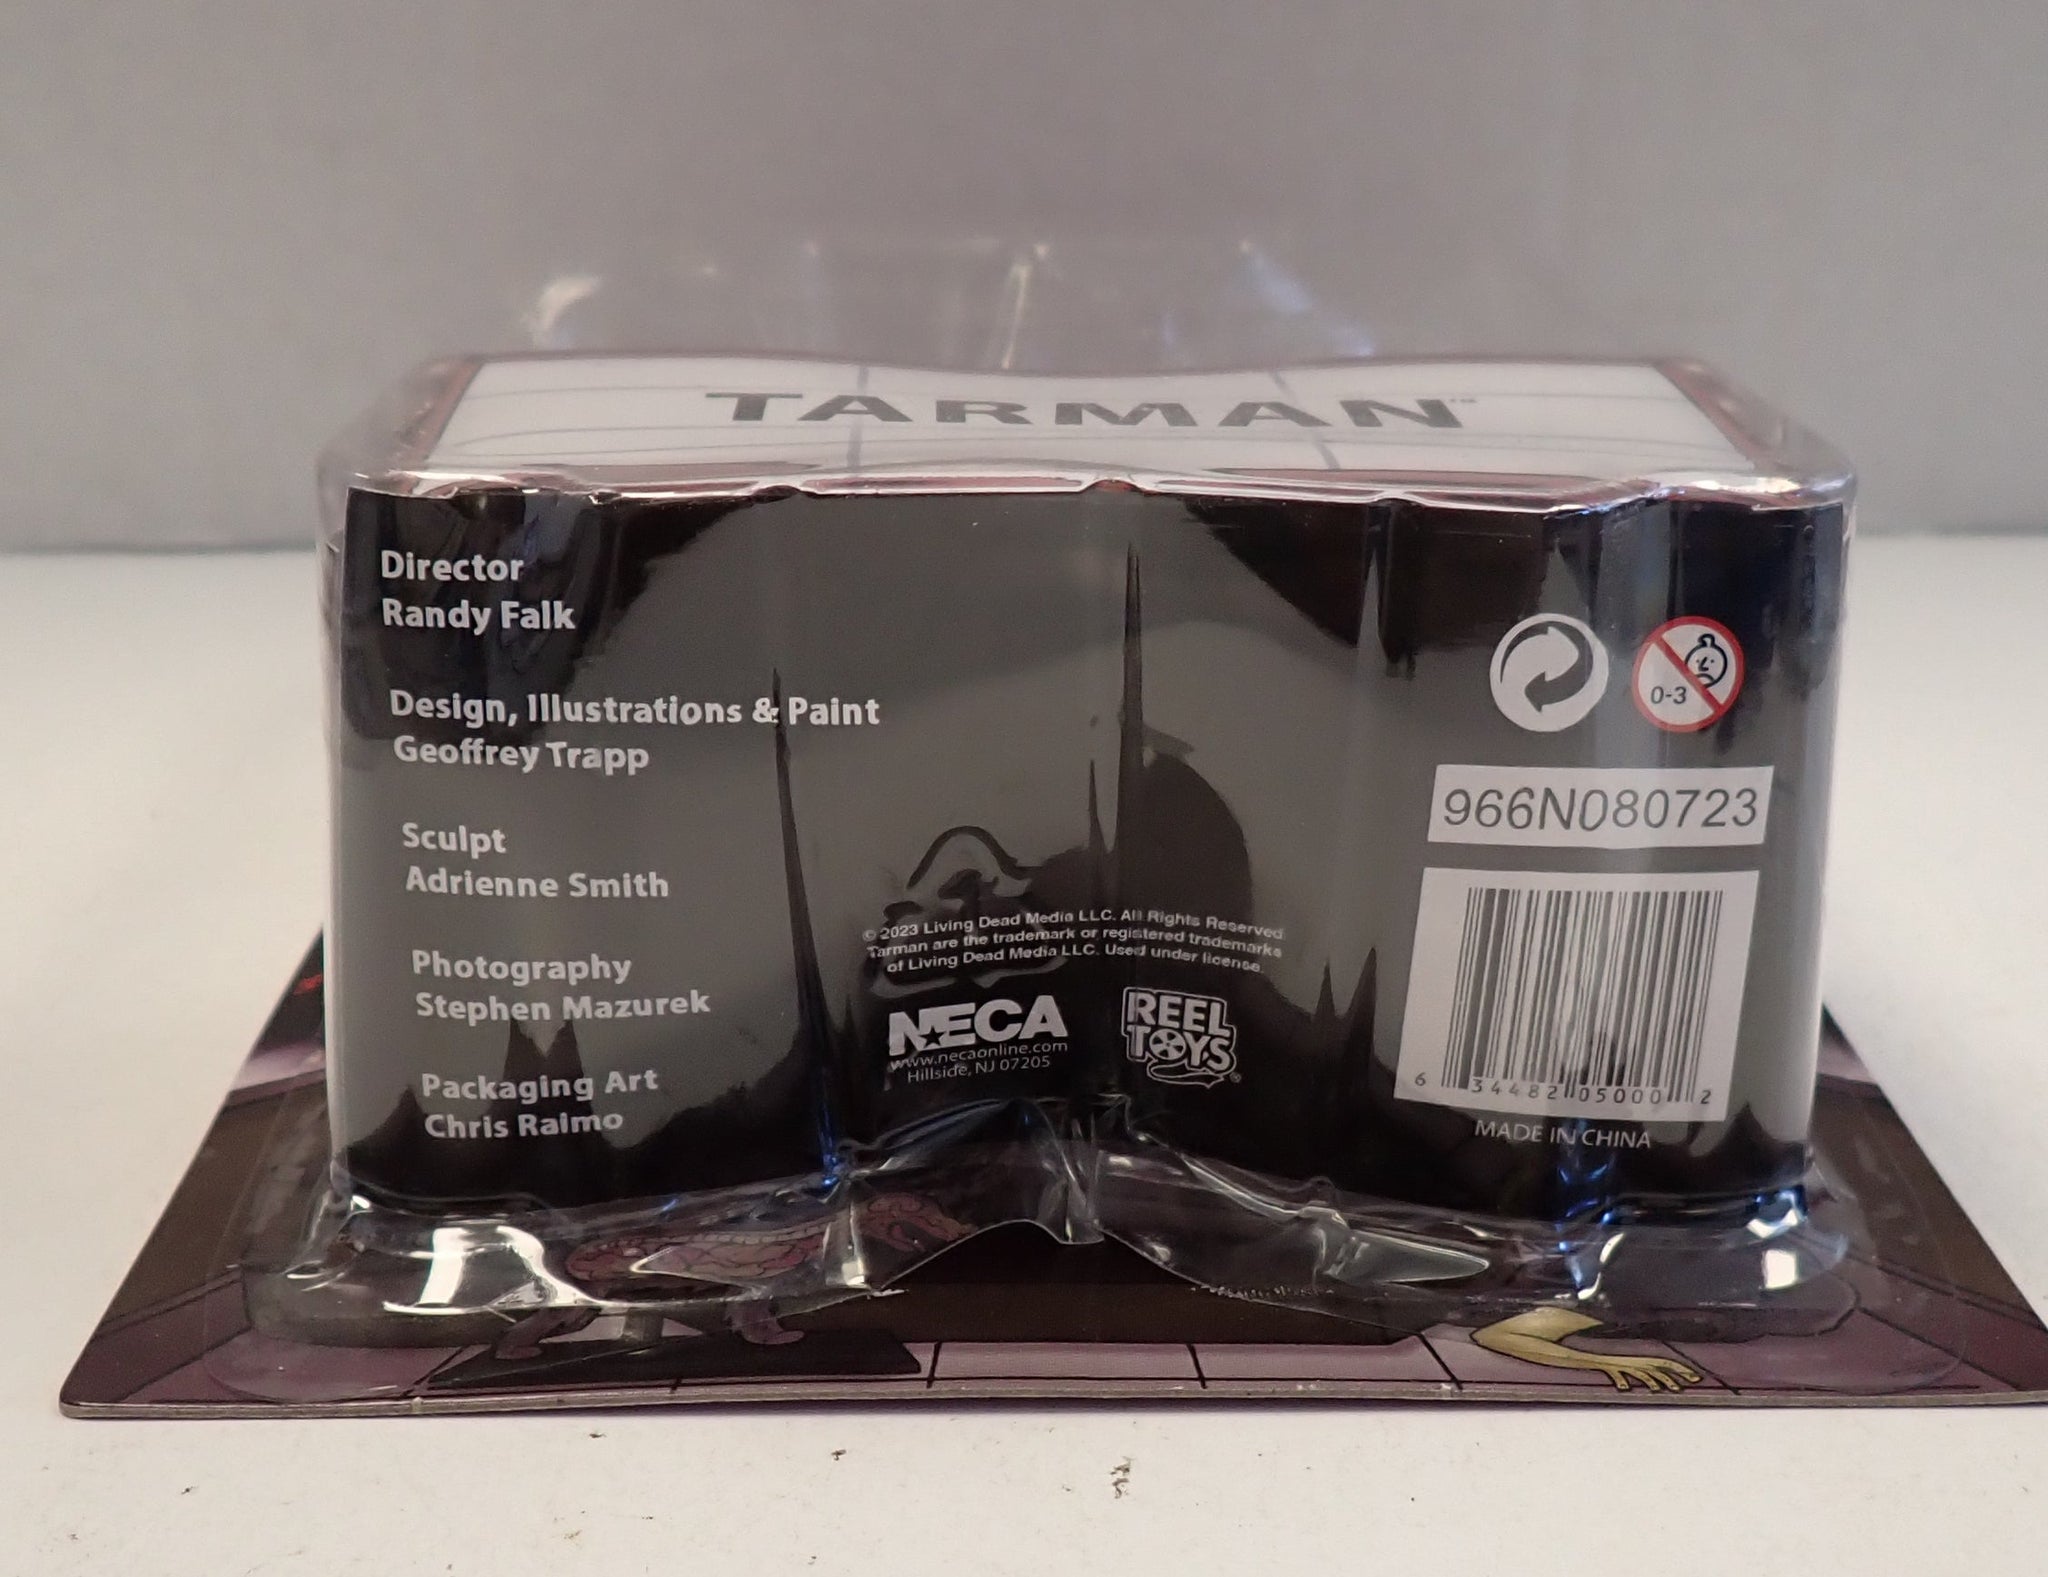 TARMAN™
Director
Randy Falk
Design, Illustrations & Paint
Geoffrey Trapp
Sculpt
Adrienne Smith
Photography
Stephen Mazurek
Packaging Art
Chris Raimo
© 2023 Living Dead Media LLC. All Rights Reserved.
Tarman are the trademark or registered trademarks
of Living Dead Media LLC. Used under license.
NECA
www.necaonline.com
Hillside, NJ 07205
REEL
TOYS®
0-3
966N080723
6 34482 05000 2
MADE IN CHINA